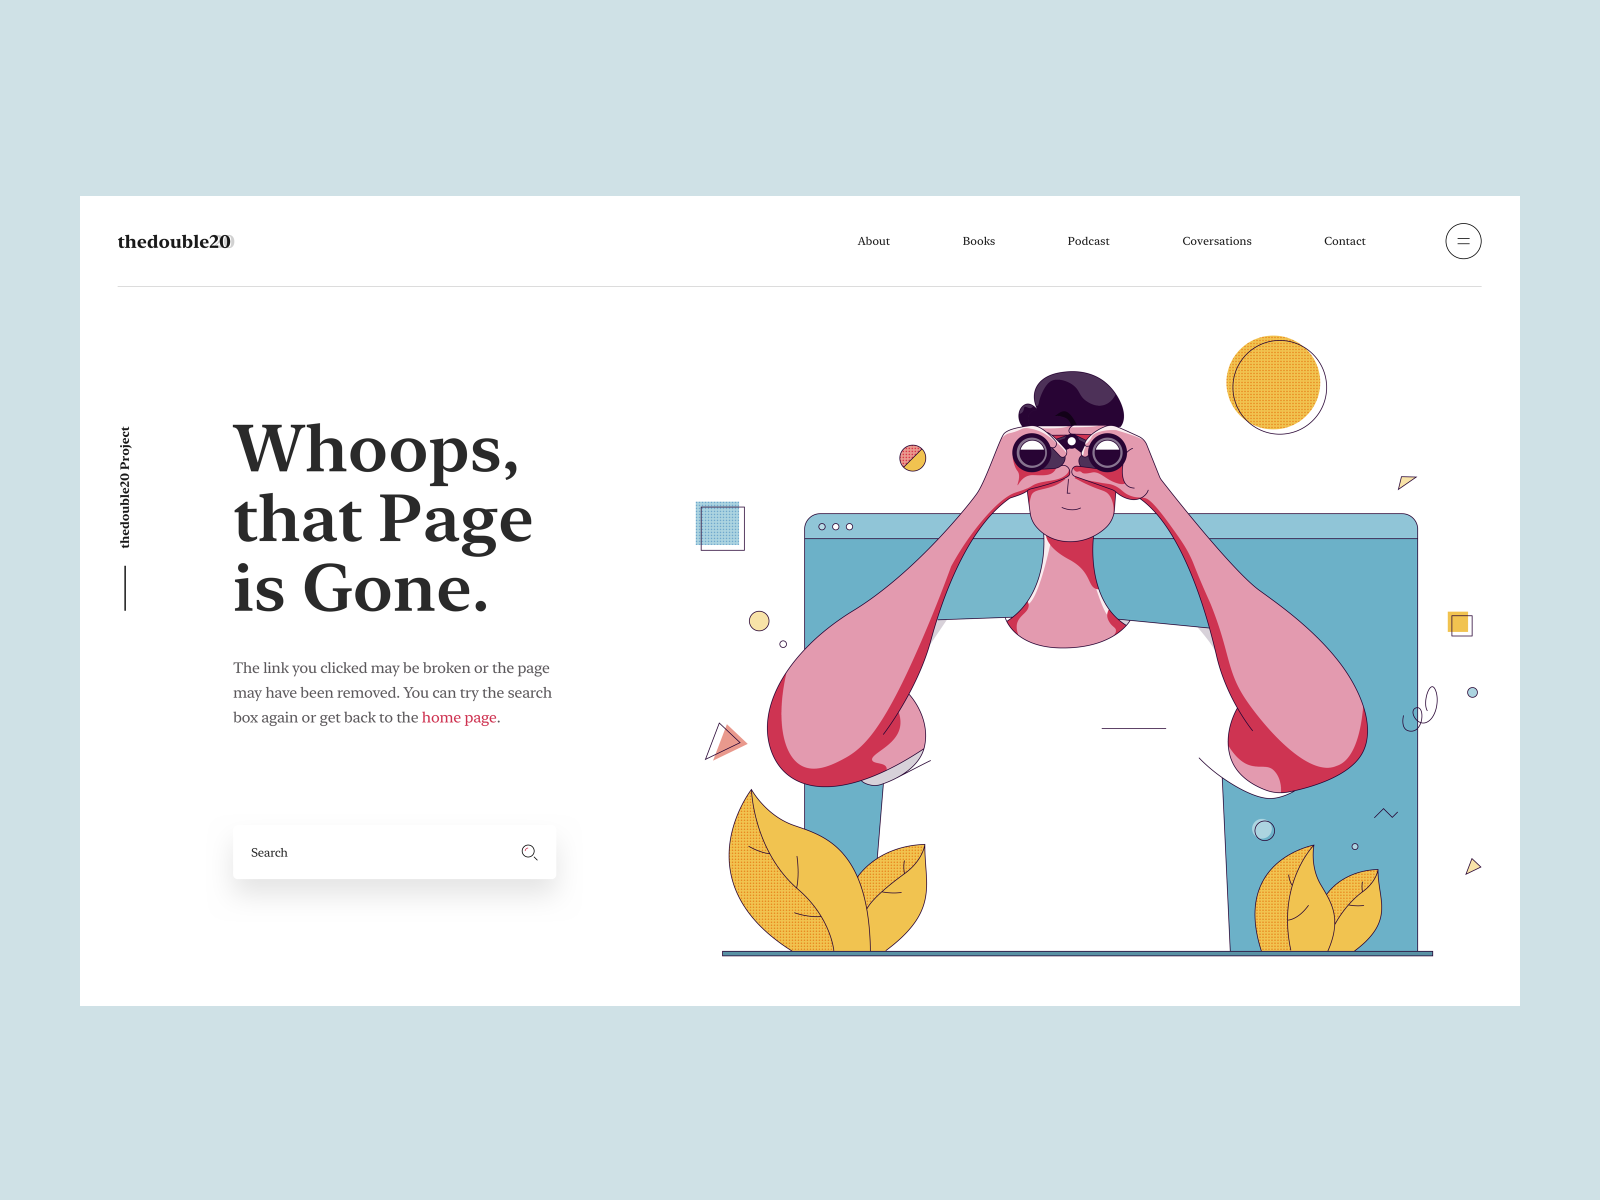 thedouble20
About
Books
Podcast
Coversations
Contact
thedouble20 Project
Whoops,
that Page
is Gone.
The link you clicked may be broken or the page
may have been removed. You can try the search
box again or get back to the home page.
Search